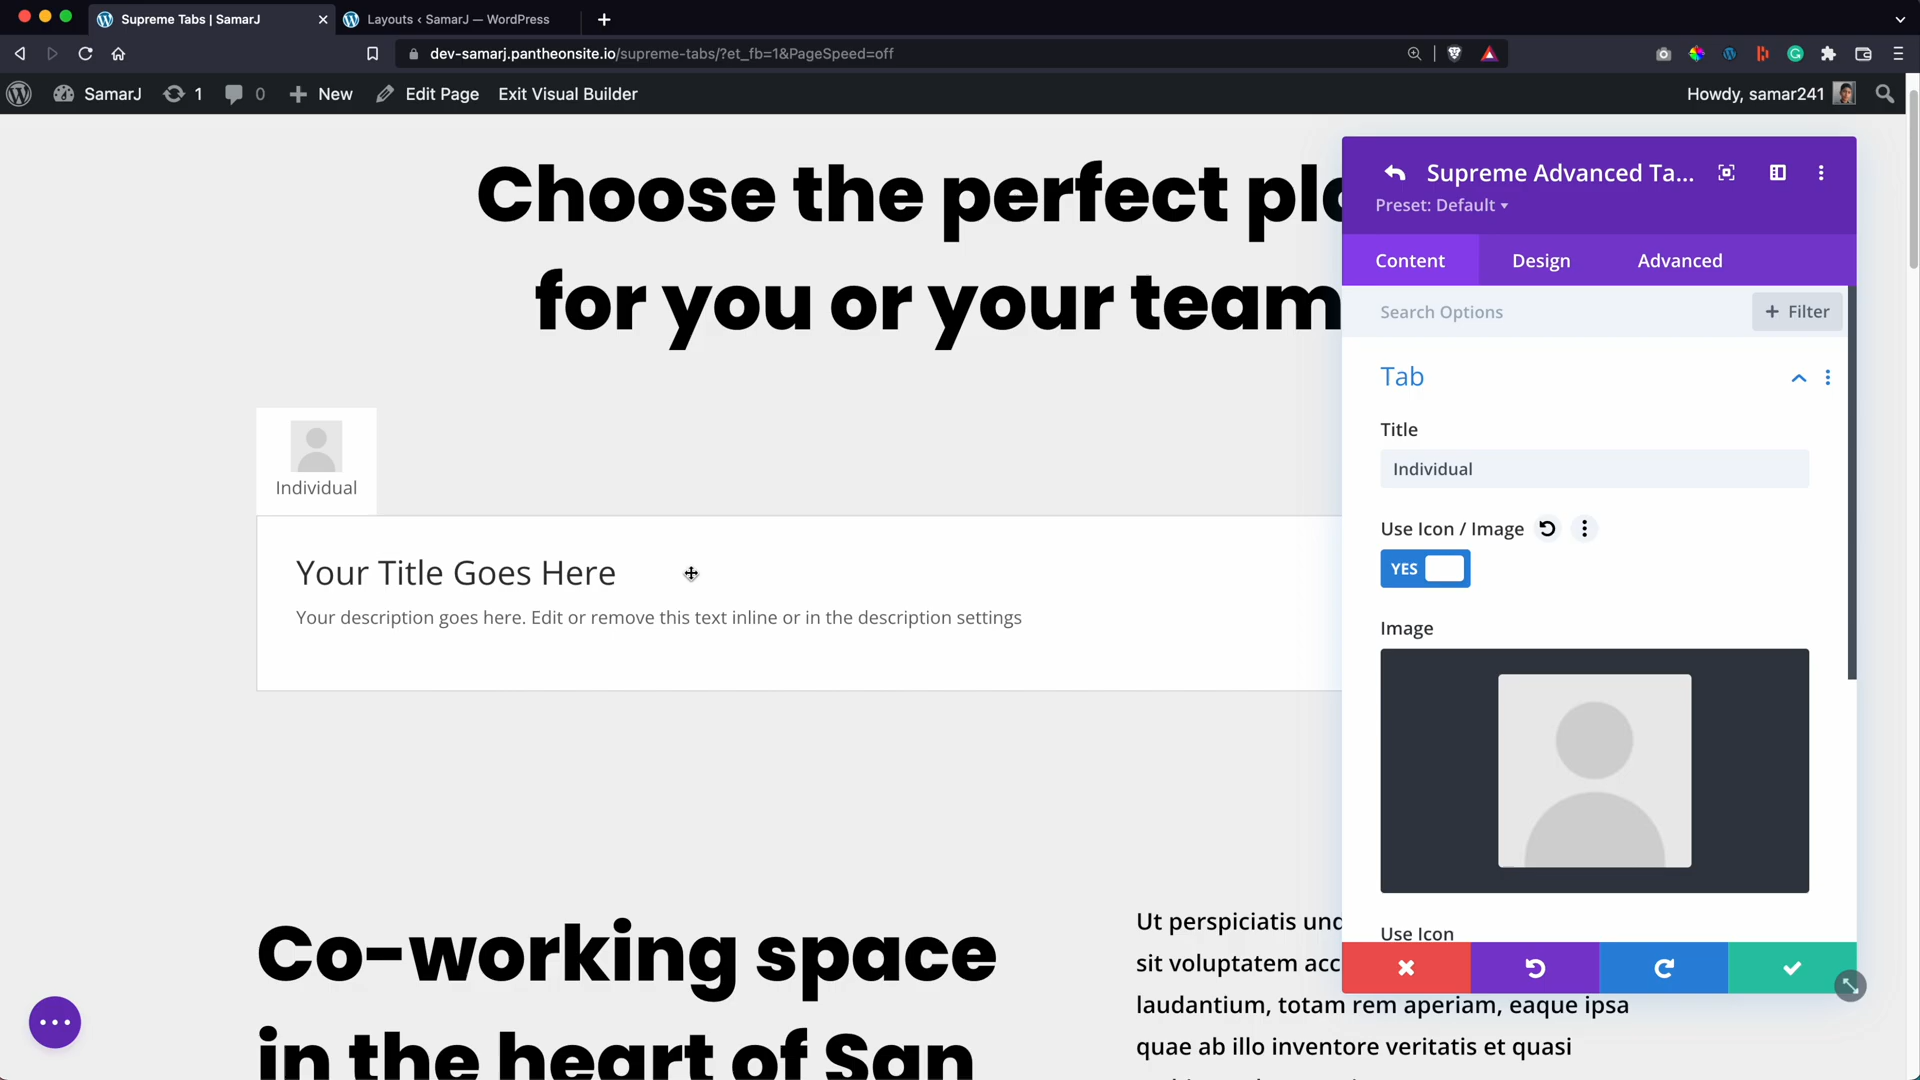 Supreme Tabs | SamarJ
Layouts ‹ SamarJ — WordPress
dev-samarj.pantheonsite.io/supreme-tabs/?et_fb=1&PageSpeed=off
SamarJ
1
0
New
Edit Page
Exit Visual Builder
Howdy, samar241
Choose the perfect pl
for you or your team
Individual
Your Title Goes Here
Your description goes here. Edit or remove this text inline or in the description settings
Co-working space
in the heart of San
Ut perspiciatis und
sit voluptatem acc
laudantium, totam rem aperiam, eaque ipsa
quae ab illo inventore veritatis et quasi
Supreme Advanced Ta...
Preset: Default
Content
Design
Advanced
Search Options
+ Filter
Tab
Title
Individual
Use Icon / Image
YES
Image
Use Icon